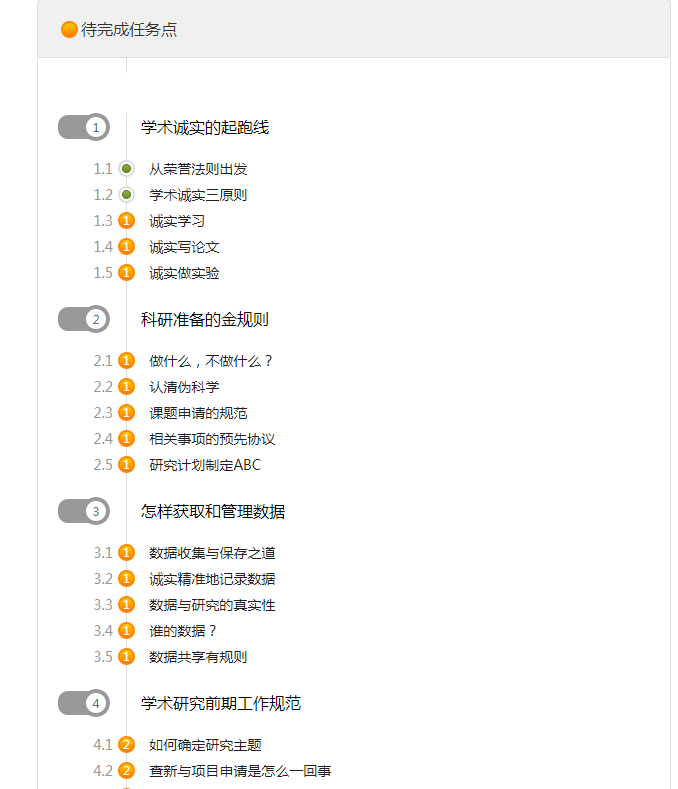 待完成任务点
1 学术诚实的起跑线
1.1 从荣誉法则出发
1.2 学术诚实三原则
1.3 1 诚实学习
1.4 1 诚实写论文
1.5 1 诚实做实验
2 科研准备的金规则
2.1 1 做什么，不做什么？
2.2 1 认清伪科学
2.3 1 课题申请的规范
2.4 1 相关事项的预先协议
2.5 1 研究计划制定ABC
3 怎样获取和管理数据
3.1 1 数据收集与保存之道
3.2 1 诚实精准地记录数据
3.3 1 数据与研究的真实性
3.4 1 谁的数据？
3.5 1 数据共享有规则
4 学术研究前期工作规范
4.1 2 如何确定研究主题
4.2 2 查新与项目申请是怎么一回事